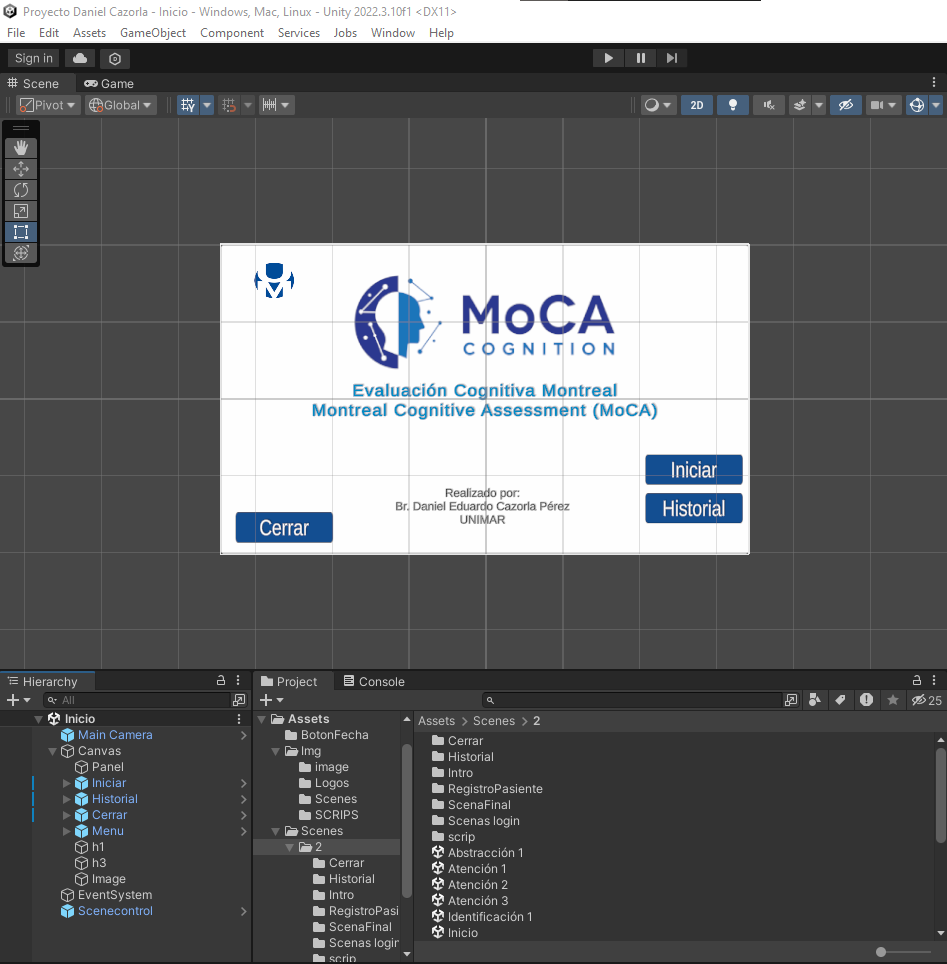 Proyecto Daniel Cazorla - Inicio - Windows, Mac, Linux - Unity 2022.3.10f1 <DX11>
File Edit Assets GameObject Component Services Jobs Window Help
Sign in
Scene Game
Pivot Global 2D
MoCA
COGNITION
Evaluación Cognitiva Montreal
Montreal Cognitive Assessment (MoCA)
Iniciar
Historial
Realizado por:
Br. Daniel Eduardo Cazorla Pérez
UNIMAR
Cerrar
Hierarchy
All
Inicio
Main Camera
Canvas
Panel
Iniciar
Historial
Cerrar
Menu
h1
h3
Image
EventSystem
Scenecontrol
Project Console
25
Assets
BotonFecha
Img
image
Logos
Scenes
SCRIPS
Scenes
2
Cerrar
Historial
Intro
RegistroPasi
ScenaFinal
Scenas login
scrip
Assets > Scenes > 2
Cerrar
Historial
Intro
RegistroPasiente
ScenaFinal
Scenas login
scrip
Abstracción 1
Atención 1
Atención 2
Atención 3
Identificación 1
Inicio